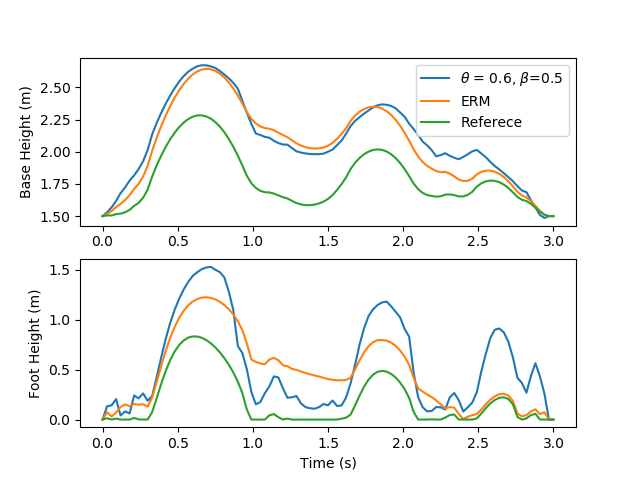 θ = 0.6, β=0.5
ERM
Referece
Base Height (m)
2.50
2.25
2.00
1.75
1.50
0.0 0.5 1.0 1.5 2.0 2.5 3.0
Foot Height (m)
1.5
1.0
0.5
0.0
0.0 0.5 1.0 1.5 2.0 2.5 3.0
Time (s)